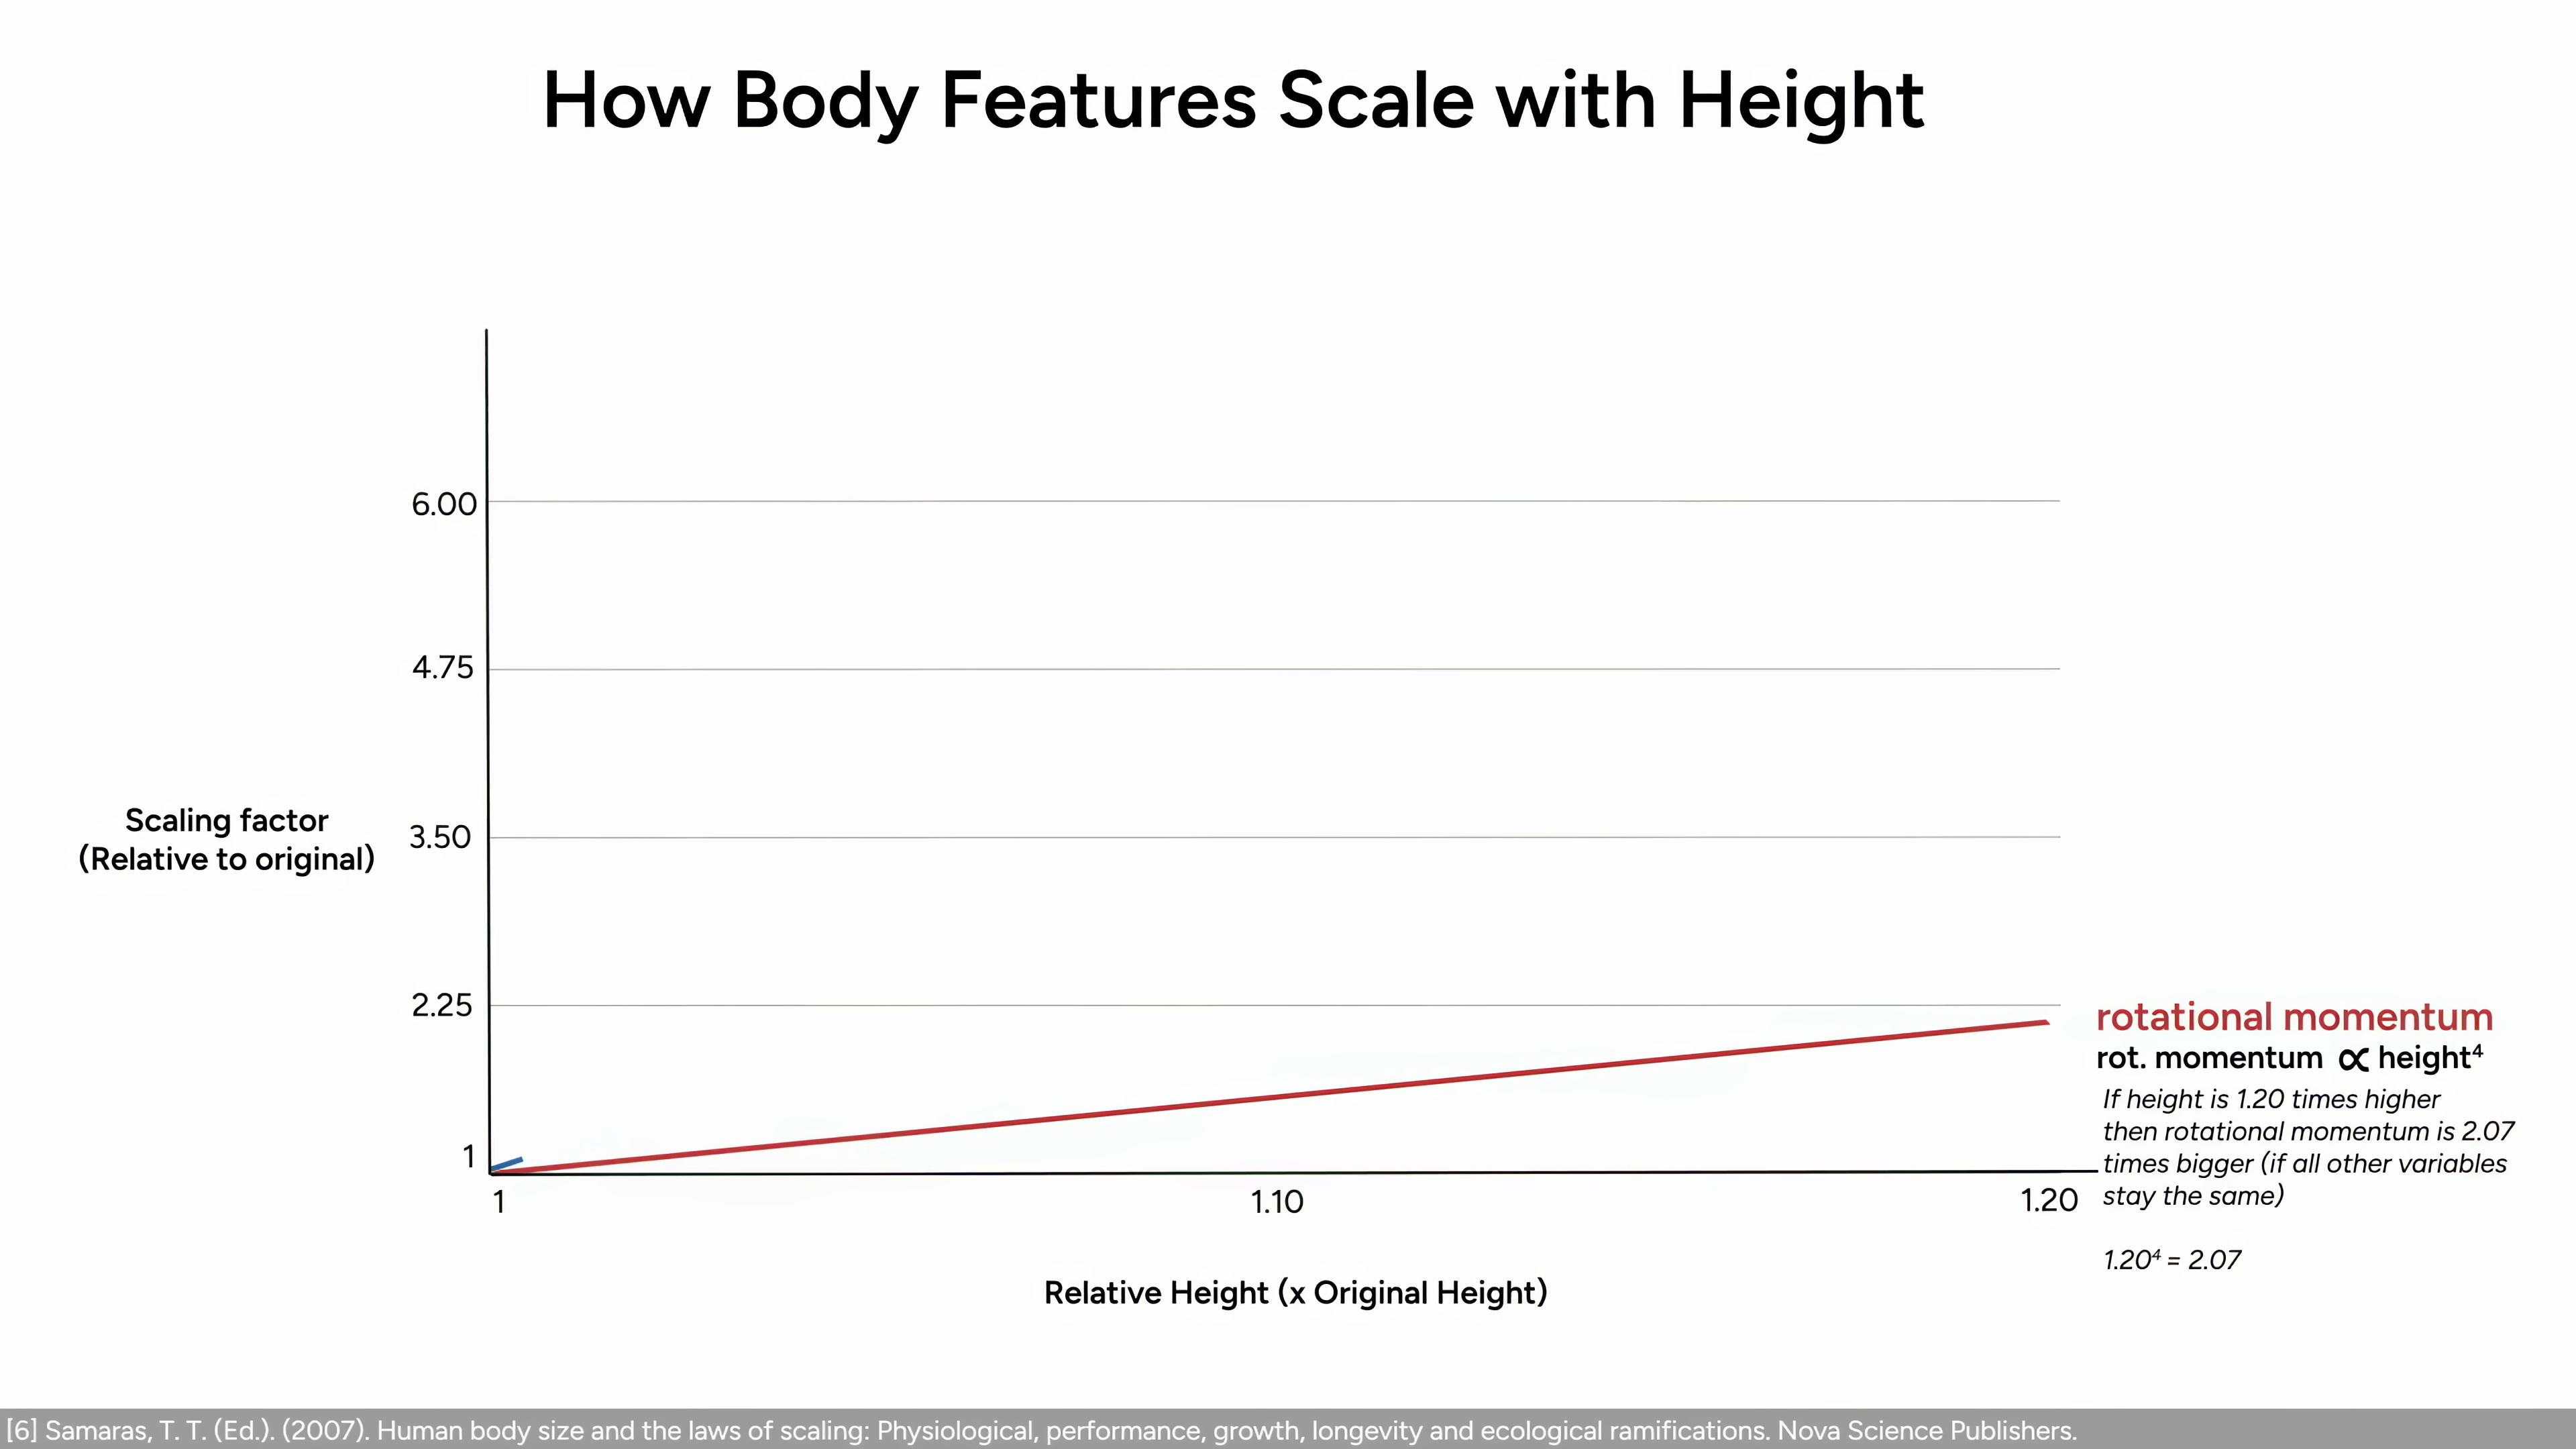 How Body Features Scale with Height
6.00
4.75
3.50
2.25
1
Scaling factor
(Relative to original)
1
1.10
1.20
Relative Height (x Original Height)
rotational momentum
rot. momentum ∝ height⁴
If height is 1.20 times higher
then rotational momentum is 2.07
times bigger (if all other variables
stay the same)
1.20⁴ = 2.07
[6] Samaras, T. T. (Ed.). (2007). Human body size and the laws of scaling: Physiological, performance, growth, longevity and ecological ramifications. Nova Science Publishers.